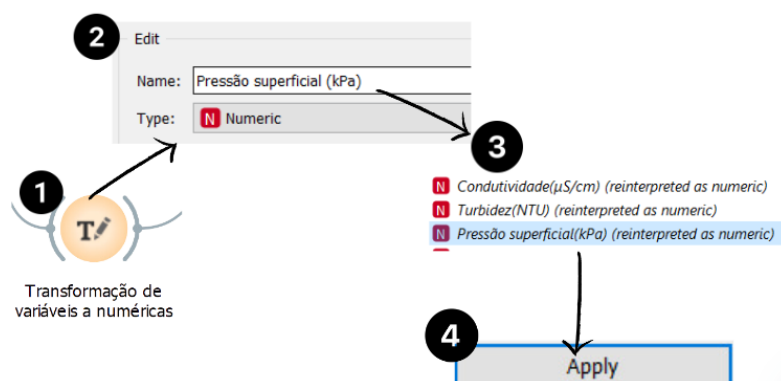 2
Edit
Name: Pressão superficial (kPa)
Type: N Numeric
3
1
N Condutividade(µS/cm) (reinterpreted as numeric)
N Turbidez(NTU) (reinterpreted as numeric)
N Pressão superficial(kPa) (reinterpreted as numeric)
T
Transformação de
variáveis a numéricas
4
Apply